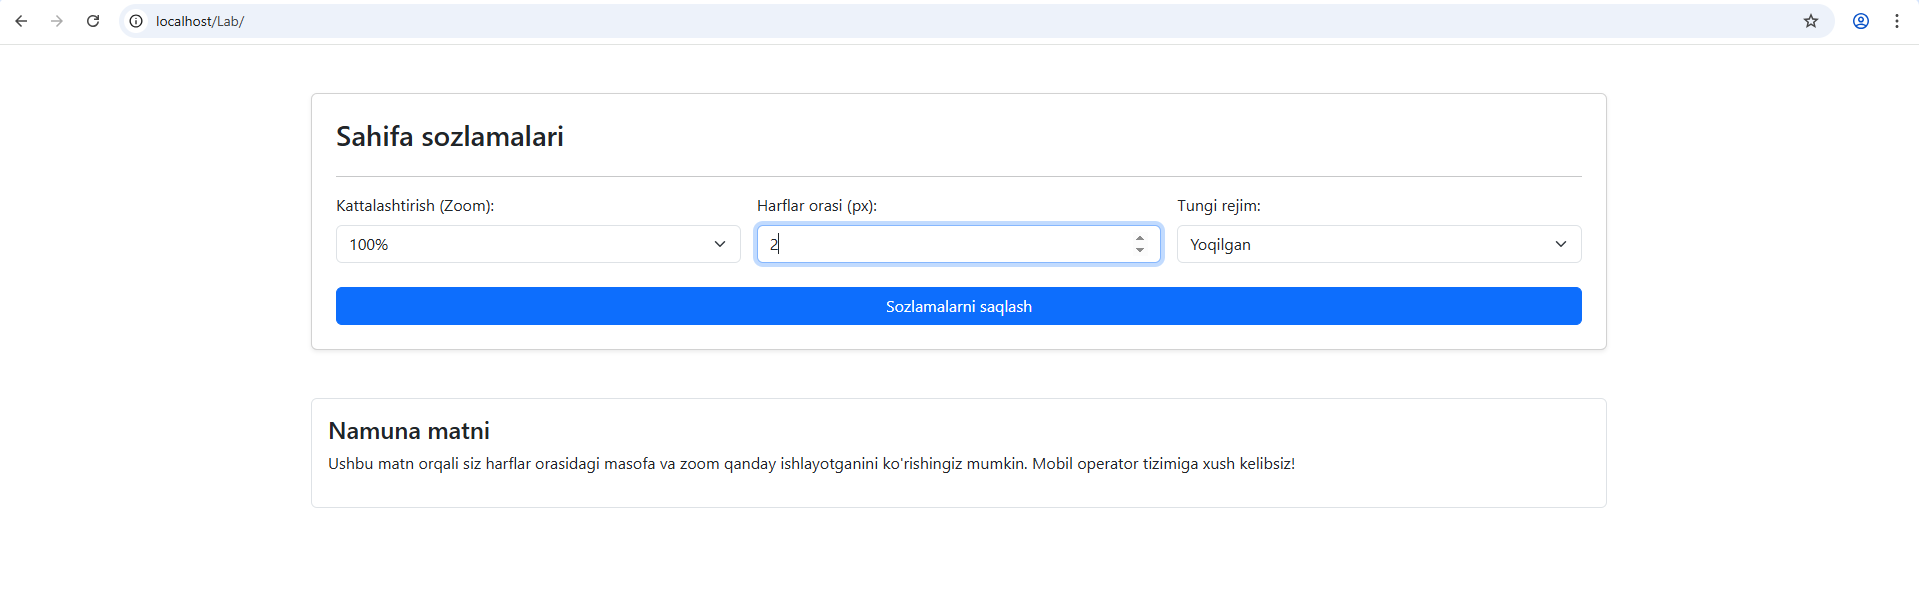 localhost/Lab/
Sahifa sozlamalari
Kattalashtirish (Zoom):
Harflar orasi (px):
Tungi rejim:
100%
2
Yoqilgan
Sozlamalarni saqlash
Namuna matni
Ushbu matn orqali siz harflar orasidagi masofa va zoom qanday ishlayotganini ko'rishingiz mumkin. Mobil operator tizimiga xush kelibsiz!